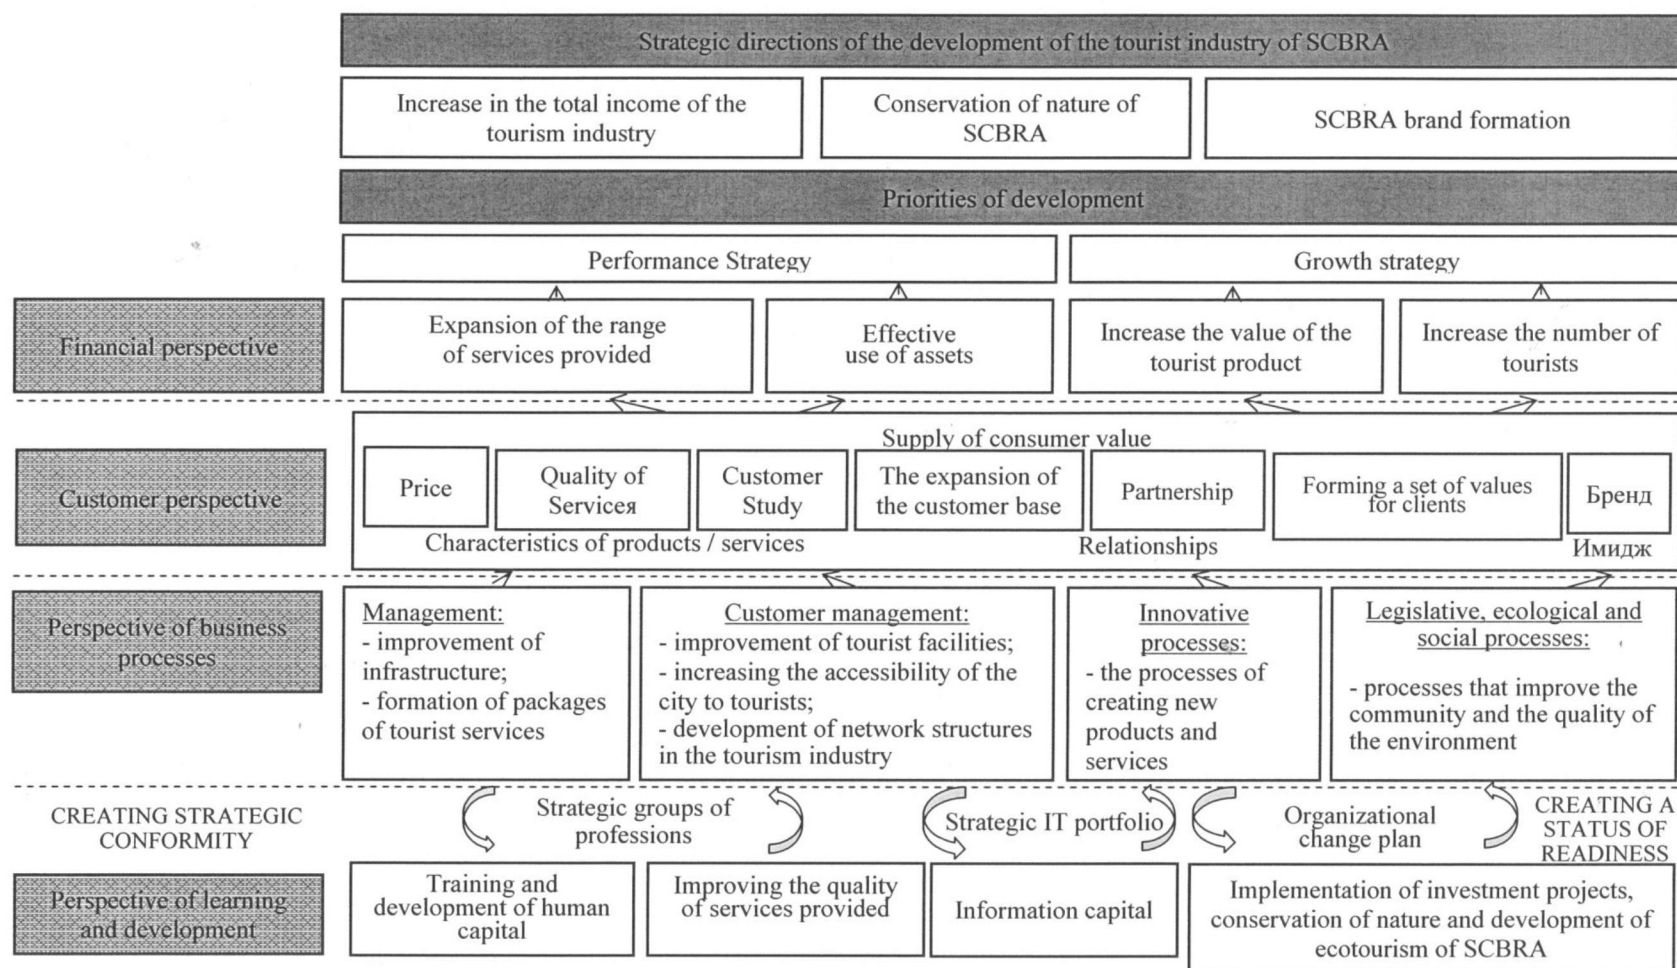 Strategic directions of the development of the tourist industry of SCBRA
Increase in the total income of the
tourism industry
Conservation of nature of
SCBRA
SCBRA brand formation
Priorities of development
Performance Strategy
Growth strategy
Financial perspective
Expansion of the range
of services provided
Effective
use of assets
Increase the value of the
tourist product
Increase the number of
tourists
Customer perspective
Supply of consumer value
Price
Quality of
Serviceя
Customer
Study
The expansion of
the customer base
Partnership
Forming a set of values
for clients
Бренд
Characteristics of products / services
Relationships
Имидж
Perspective of business
processes
Management:
- improvement of
infrastructure;
- formation of packages
of tourist services
Customer management:
- improvement of tourist facilities;
- increasing the accessibility of the
city to tourists;
- development of network structures
in the tourism industry
Innovative
processes:
- the processes of
creating new
products and
services
Legislative, ecological and
social processes:
- processes that improve the
community and the quality of
the environment
CREATING STRATEGIC
CONFORMITY
Strategic groups of
professions
Strategic IT portfolio
Organizational
change plan
CREATING A
STATUS OF
READINESS
Perspective of learning
and development
Training and
development of human
capital
Improving the quality
of services provided
Information capital
Implementation of investment projects,
conservation of nature and development of
ecotourism of SCBRA